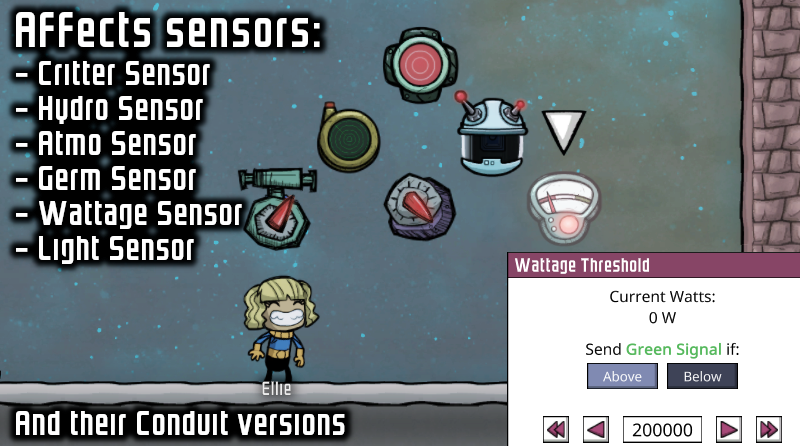 Affects sensors:
- Critter Sensor
- Hydro Sensor
- Atmo Sensor
- Germ Sensor
- Wattage Sensor
- Light Sensor
Ellie
And their Conduit versions
Wattage Threshold
Current Watts:
0 W
Send Green Signal if:
Above Below
200000